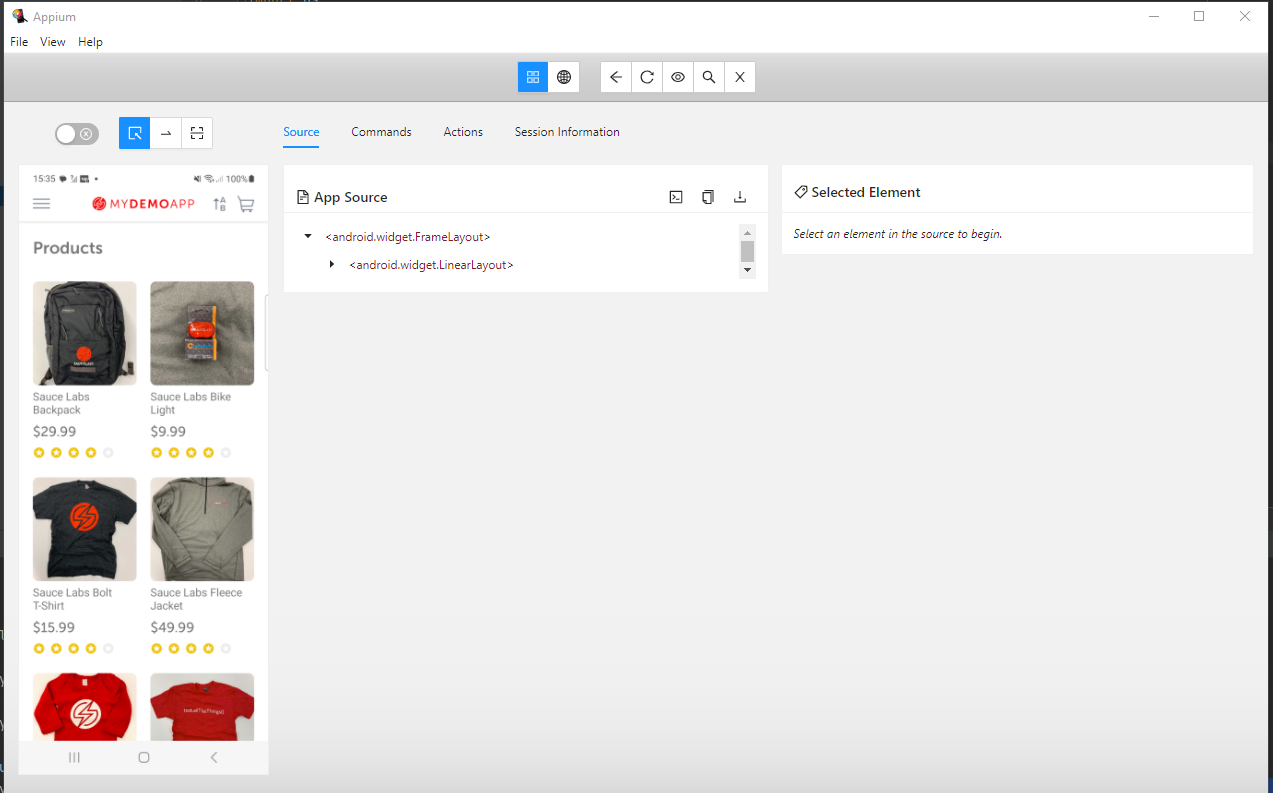 Appium
File View Help
Source Commands Actions Session Information
15:35 100%
MYDEMOAPP
Products
Sauce Labs
Backpack
$29.99
Sauce Labs Bike
Light
$9.99
Sauce Labs Bolt
T-Shirt
$15.99
Sauce Labs Fleece
Jacket
$49.99
App Source
<android.widget.FrameLayout>
<android.widget.LinearLayout>
Selected Element
Select an element in the source to begin.